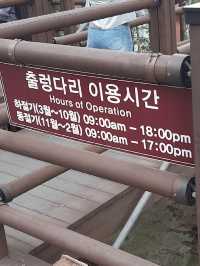 출렁다리 이용시간
Hours of Operation
하절기(3월~10월) 09:00am - 18:00pm
동절기(11월~2월) 09:00am - 17:00pm